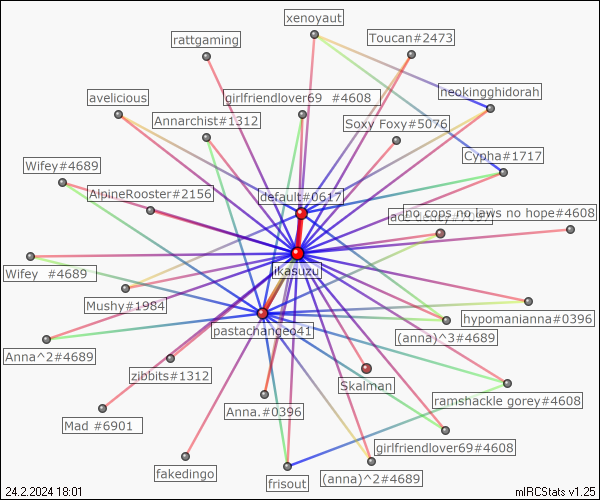 xenoyaut
rattgaming
Toucan#2473
avelicious
girlfriendlover69 #4608
neokingghidorah
Annarchist#1312
Soxy Foxy#5076
Wifey#4689
Cypha#1717
AlpineRooster#2156
default#0617
no cops no laws no hope#4608
Wifey #4689
ikasuzu
Mushy#1984
hypomanianna#0396
pastachangeo41
(anna)^3#4689
Anna^2#4689
zibbits#1312
Skalman
ramshackle gorey#4608
Mad #6901
Anna.#0396
girlfriendlover69#4608
fakedingo
frisout
(anna)^2#4689
24.2.2024 18:01
mIRCStats v1.25